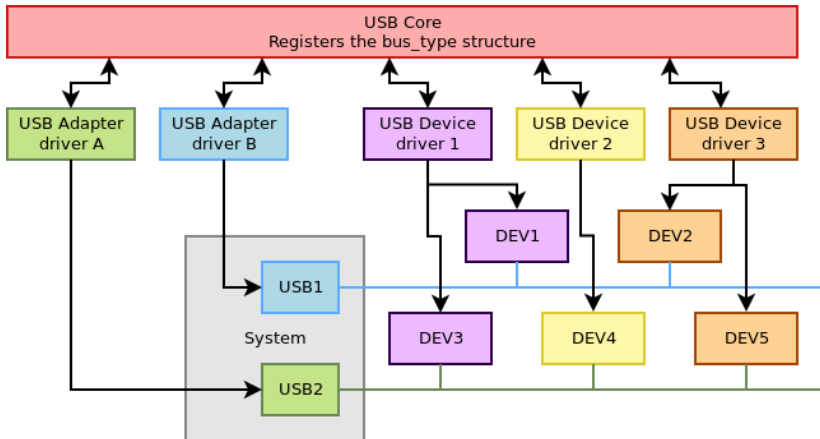 USB Core
Registers the bus_type structure
USB Adapter
driver A
USB Adapter
driver B
USB Device
driver 1
USB Device
driver 2
USB Device
driver 3
DEV1
DEV2
USB1
System
DEV3
DEV4
DEV5
USB2